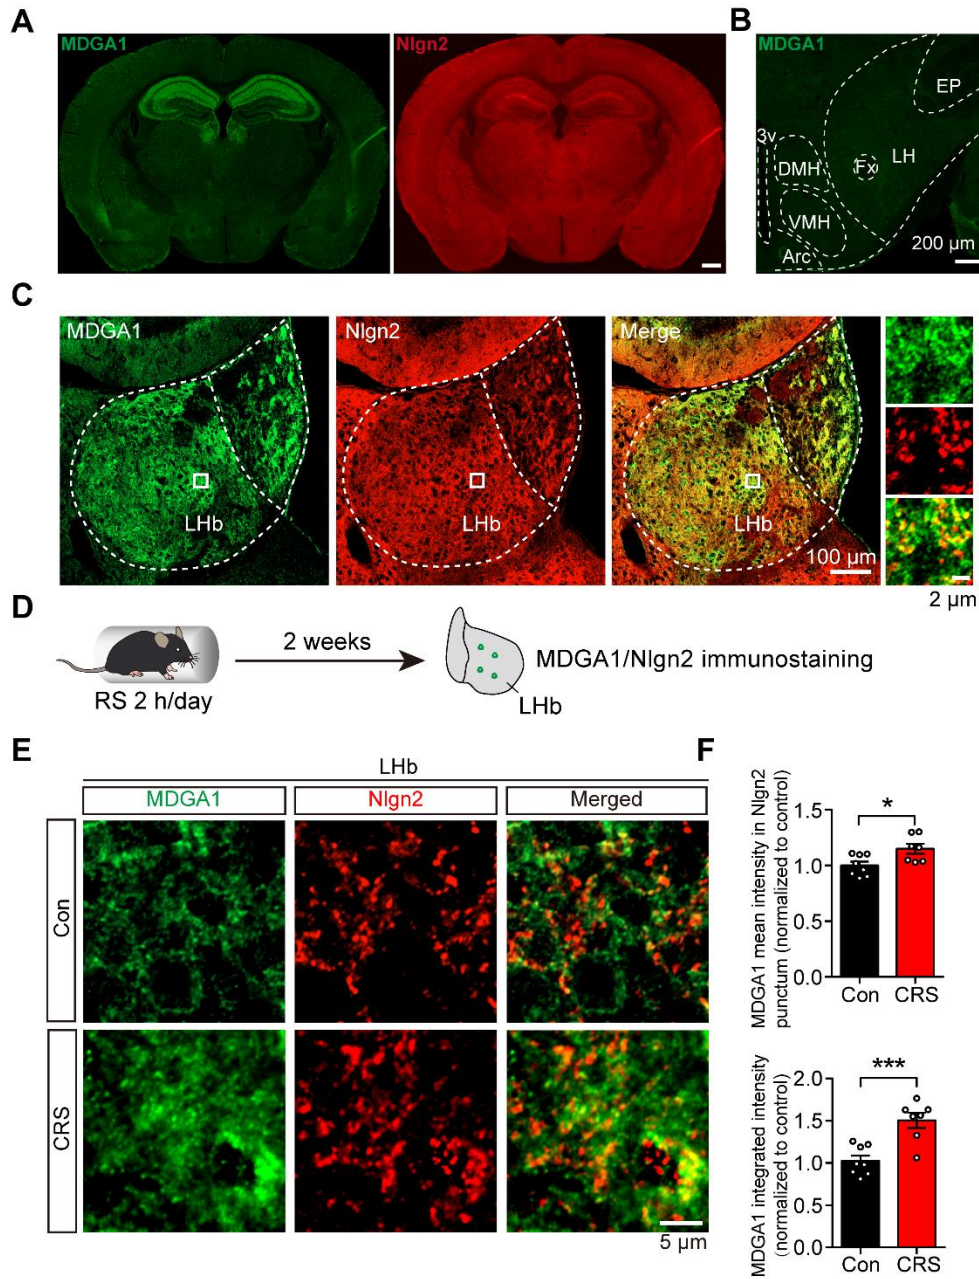 A
MDGA1
Nlgn2
B
MDGA1
EP
3v
LH
DMH
Fx
VMH
Arc
200 µm
C
MDGA1
Nlgn2
Merge
LHb
LHb
LHb
100 µm
2 µm
D
2 weeks
MDGA1/Nlgn2 immunostaining
RS 2 h/day
LHb
E
LHb
MDGA1
Nlgn2
Merged
Con
CRS
5 µm
F
MDGA1 mean intensity in Nlgn2
punctum (normalized to control)
1.5
1.0
0.5
0.0
*
Con
CRS
MDGA1 integrated intensity
(normalized to control)
2.0
1.5
1.0
0.5
0.0
***
Con
CRS